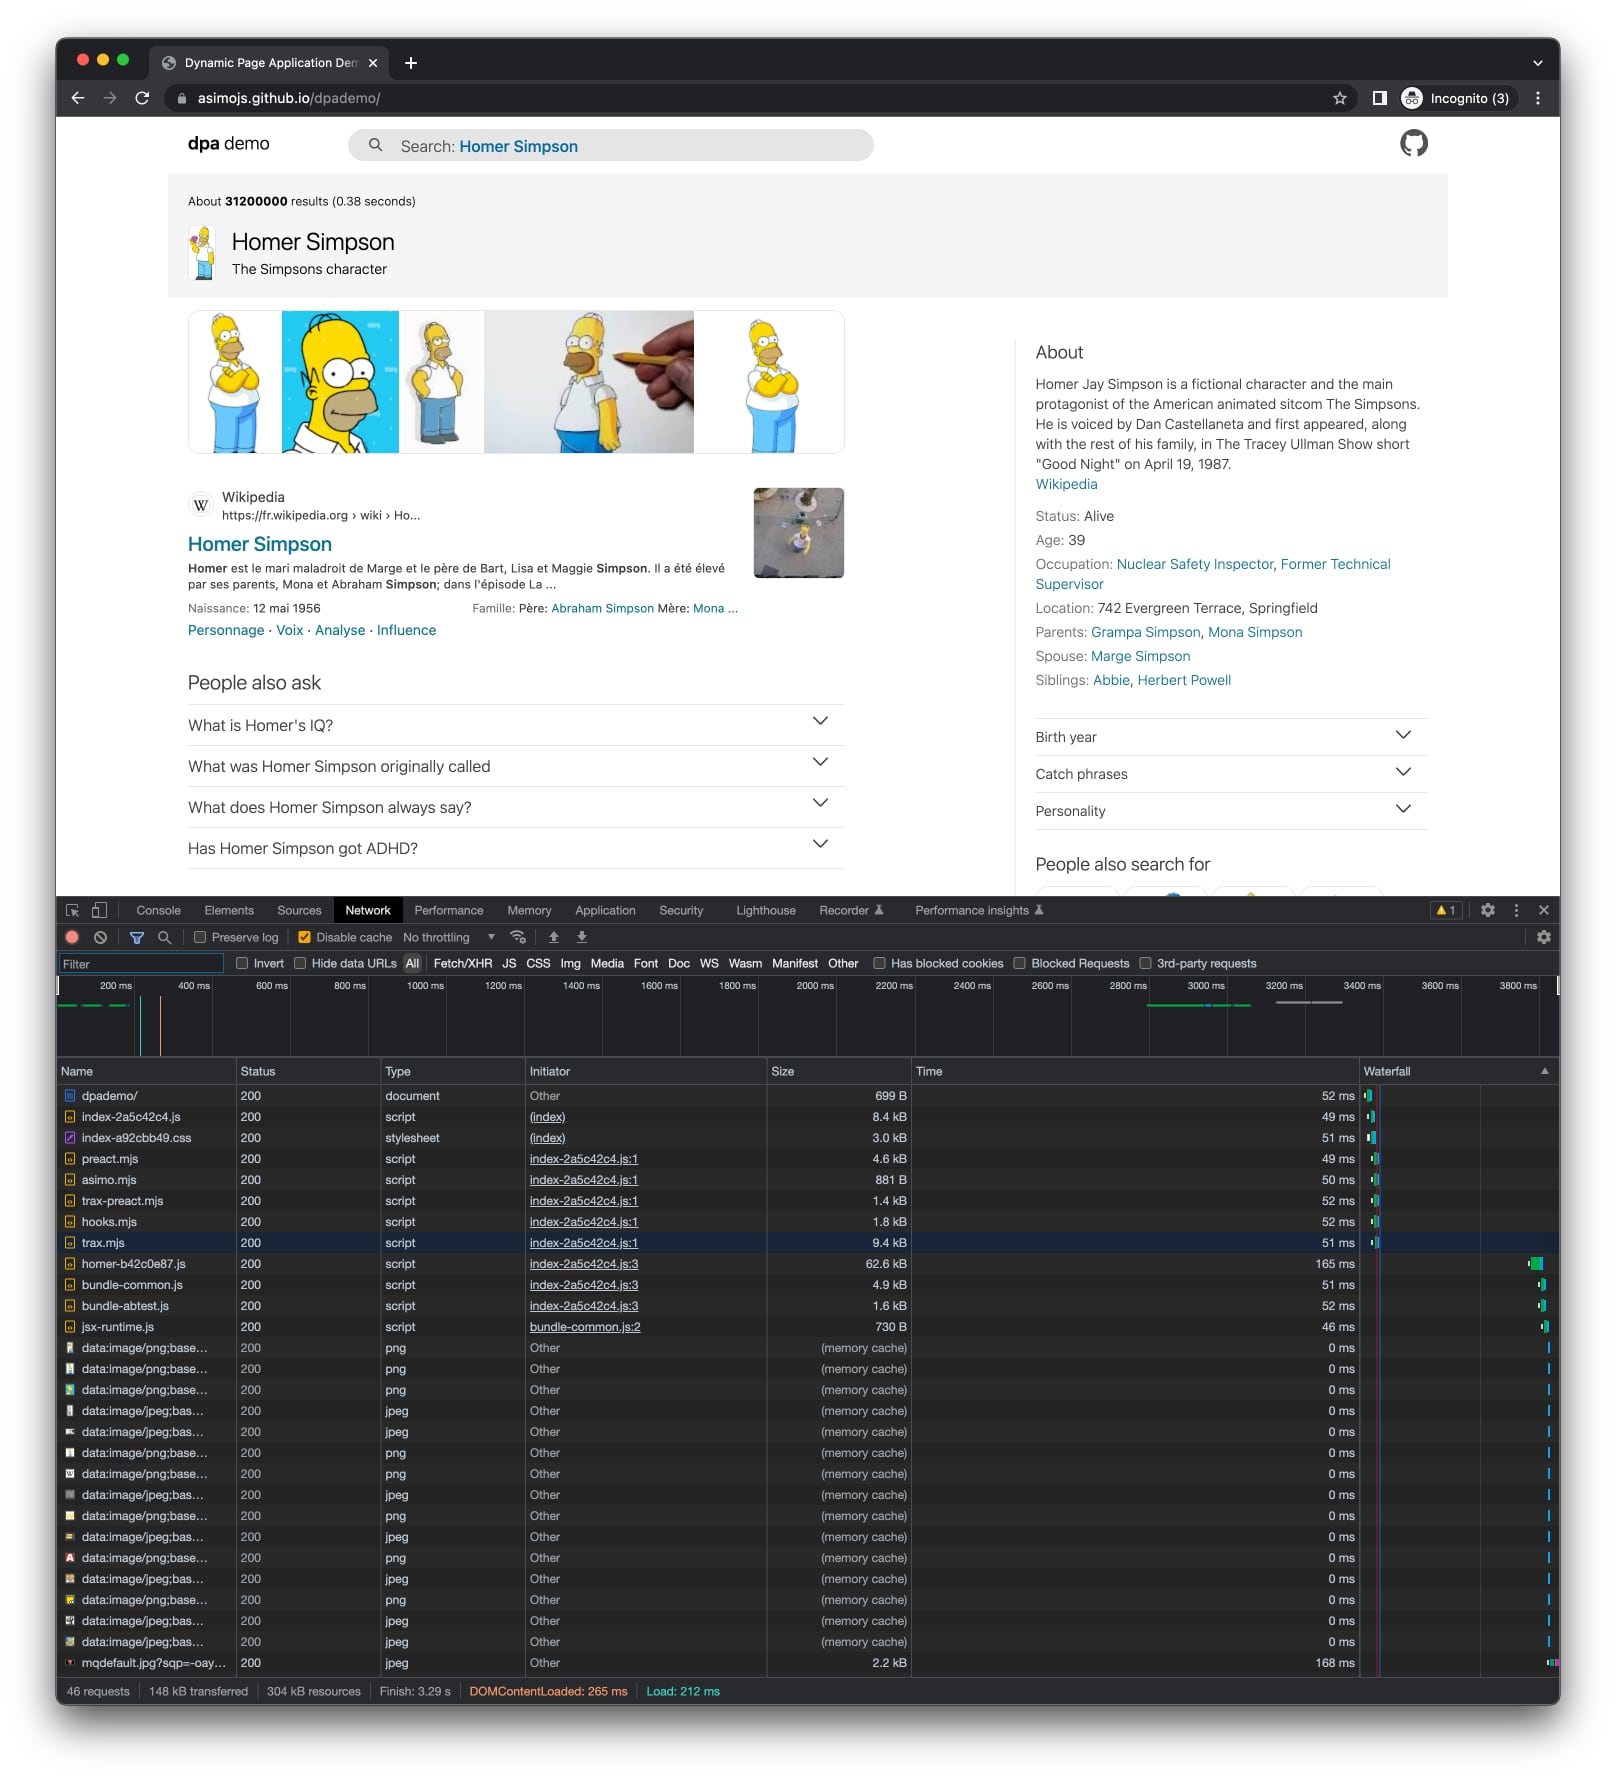 Dynamic Page Application Dem
asimojs.github.io/dpademo/
Incognito (3)
dpa demo
Search: Homer Simpson
About 31200000 results (0.38 seconds)
Homer Simpson
The Simpsons character
W
Wikipedia
https://fr.wikipedia.org › wiki › Ho...
Homer Simpson
Homer est le mari maladroit de Marge et le père de Bart, Lisa et Maggie Simpson. Il a été élevé
par ses parents, Mona et Abraham Simpson; dans l'épisode La ...
Naissance: 12 mai 1956 Famille: Père: Abraham Simpson Mère: Mona ...
Personnage · Voix · Analyse · Influence
People also ask
What is Homer's IQ?
What was Homer Simpson originally called
What does Homer Simpson always say?
Has Homer Simpson got ADHD?
About
Homer Jay Simpson is a fictional character and the main
protagonist of the American animated sitcom The Simpsons.
He is voiced by Dan Castellaneta and first appeared, along
with the rest of his family, in The Tracey Ullman Show short
"Good Night" on April 19, 1987.
Wikipedia
Status: Alive
Age: 39
Occupation: Nuclear Safety Inspector, Former Technical
Supervisor
Location: 742 Evergreen Terrace, Springfield
Parents: Grampa Simpson, Mona Simpson
Spouse: Marge Simpson
Siblings: Abbie, Herbert Powell
Birth year
Catch phrases
Personality
People also search for
Console Elements Sources Network Performance Memory Application Security Lighthouse Recorder Performance insights 1
Preserve log Disable cache No throttling
Filter Invert Hide data URLs All Fetch/XHR JS CSS Img Media Font Doc WS Wasm Manifest Other Has blocked cookies Blocked Requests 3rd-party requests
200 ms 400 ms 600 ms 800 ms 1000 ms 1200 ms 1400 ms 1600 ms 1800 ms 2000 ms 2200 ms 2400 ms 2600 ms 2800 ms 3000 ms 3200 ms 3400 ms 3600 ms 3800 ms
Name Status Type Initiator Size Time Waterfall
dpademo/ 200 document Other 699 B 52 ms
index-2a5c42c4.js 200 script (index) 8.4 kB 49 ms
index-a92cbb49.css 200 stylesheet (index) 3.0 kB 51 ms
preact.mjs 200 script index-2a5c42c4.js:1 4.6 kB 49 ms
asimo.mjs 200 script index-2a5c42c4.js:1 881 B 50 ms
trax-preact.mjs 200 script index-2a5c42c4.js:1 1.4 kB 52 ms
hooks.mjs 200 script index-2a5c42c4.js:1 1.8 kB 52 ms
trax.mjs 200 script index-2a5c42c4.js:1 9.4 kB 51 ms
homer-b42c0e87.js 200 script index-2a5c42c4.js:3 62.6 kB 165 ms
bundle-common.js 200 script index-2a5c42c4.js:3 4.9 kB 51 ms
bundle-abtest.js 200 script index-2a5c42c4.js:3 1.6 kB 52 ms
jsx-runtime.js 200 script bundle-common.js:2 730 B 46 ms
data:image/png;base... 200 png Other (memory cache) 0 ms
data:image/png;base... 200 png Other (memory cache) 0 ms
data:image/png;base... 200 png Other (memory cache) 0 ms
data:image/jpeg;bas... 200 jpeg Other (memory cache) 0 ms
data:image/jpeg;bas... 200 jpeg Other (memory cache) 0 ms
data:image/png;base... 200 png Other (memory cache) 0 ms
data:image/png;base... 200 png Other (memory cache) 0 ms
data:image/jpeg;bas... 200 jpeg Other (memory cache) 0 ms
data:image/png;base... 200 png Other (memory cache) 0 ms
data:image/jpeg;bas... 200 jpeg Other (memory cache) 0 ms
data:image/png;base... 200 png Other (memory cache) 0 ms
data:image/jpeg;bas... 200 jpeg Other (memory cache) 0 ms
data:image/png;base... 200 png Other (memory cache) 0 ms
data:image/jpeg;bas... 200 jpeg Other (memory cache) 0 ms
data:image/jpeg;bas... 200 jpeg Other (memory cache) 0 ms
mqdefault.jpg?sqp=-oay... 200 jpeg Other 2.2 kB 168 ms
46 requests 148 kB transferred 304 kB resources Finish: 3.29 s DOMContentLoaded: 265 ms Load: 212 ms